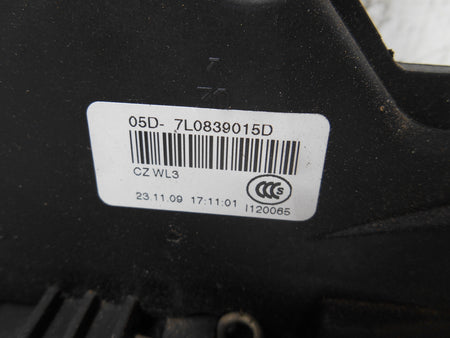 05D- 7L0839015D
CZ WL3
CCC S
23.11.09 17:11:01 I120065